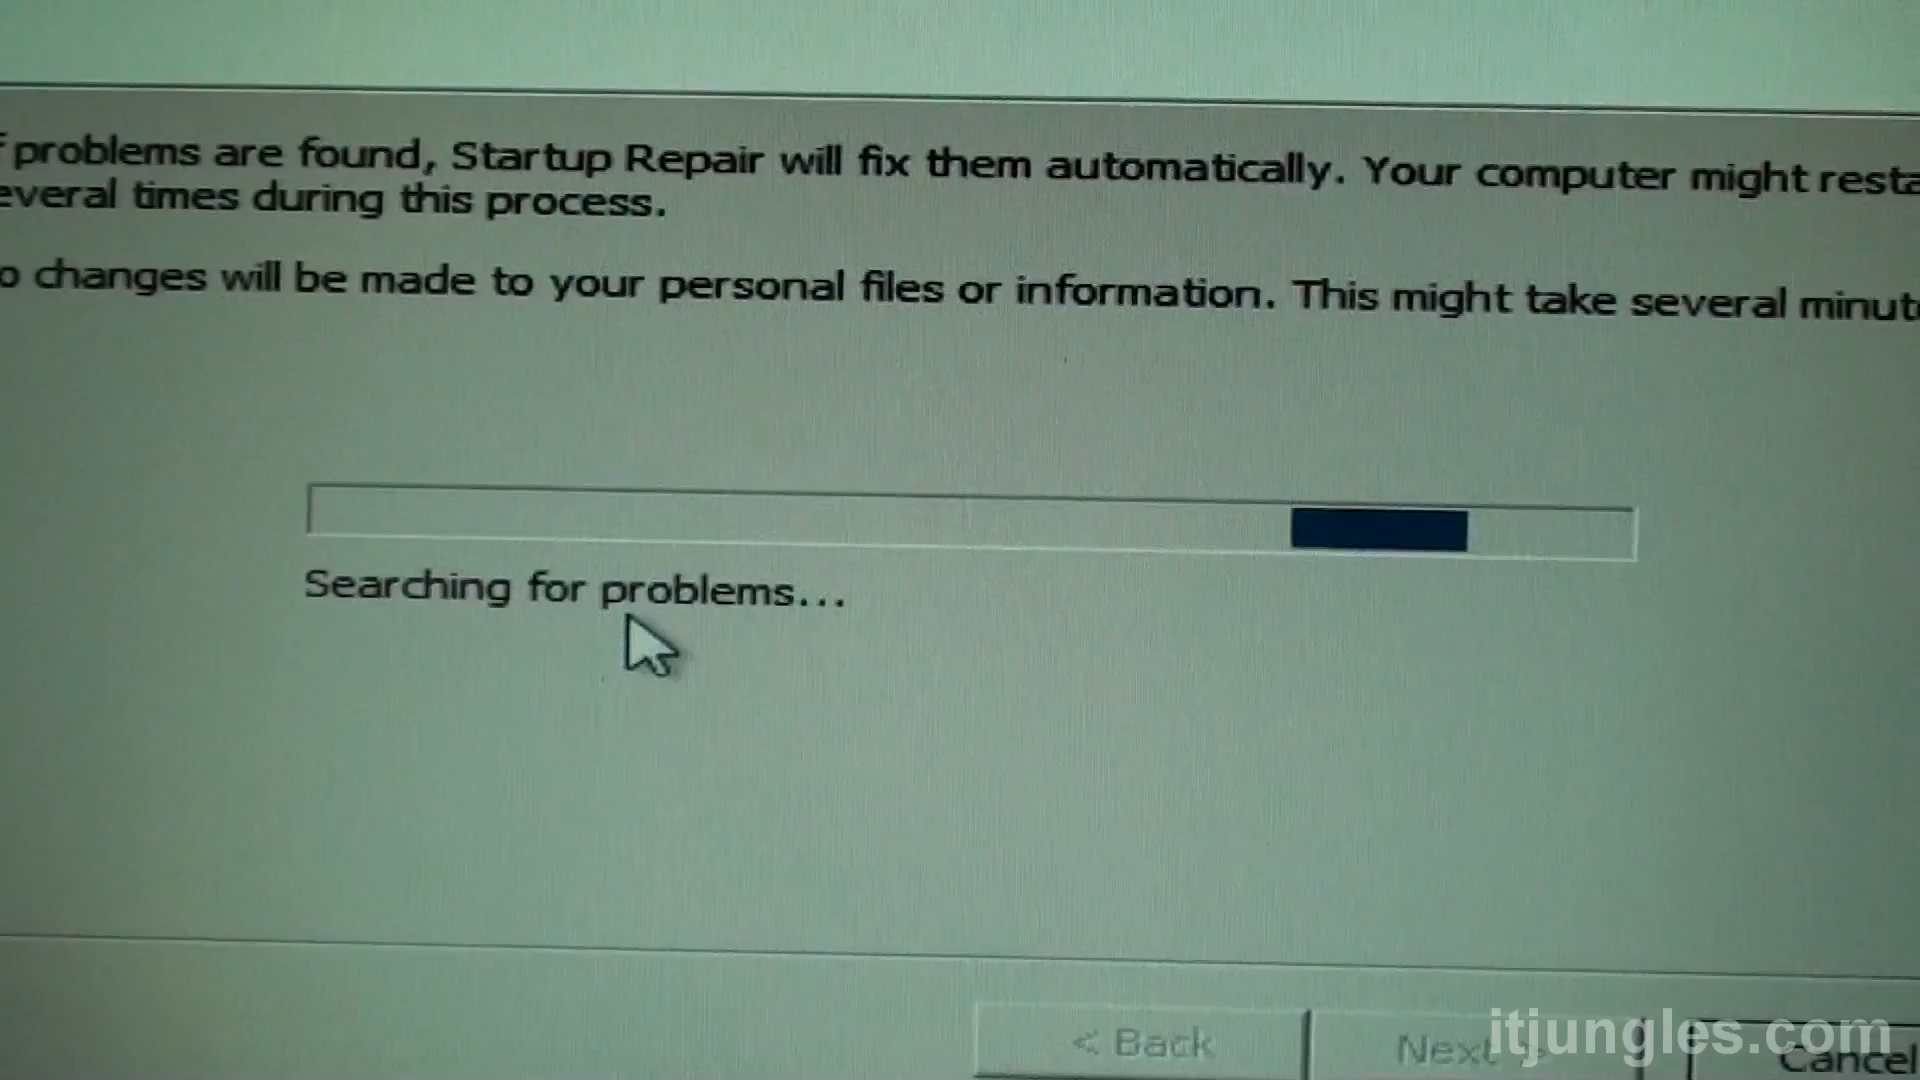 problems are found, Startup Repair will fix them automatically. Your computer might resta
everal times during this process.
o changes will be made to your personal files or information. This might take several minut
Searching for problems...
< Back
Next >
Cancel
itjungles.com